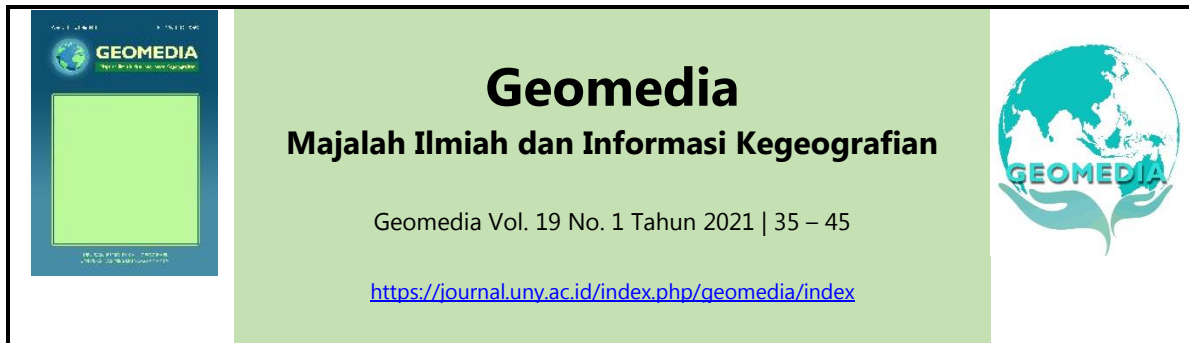 GEOMEDIA
Geomedia
Majalah Ilmiah dan Informasi Kegeografian
Geomedia Vol. 19 No. 1 Tahun 2021 | 35 – 45
https://journal.uny.ac.id/index.php/geomedia/index
GEOMEDIA